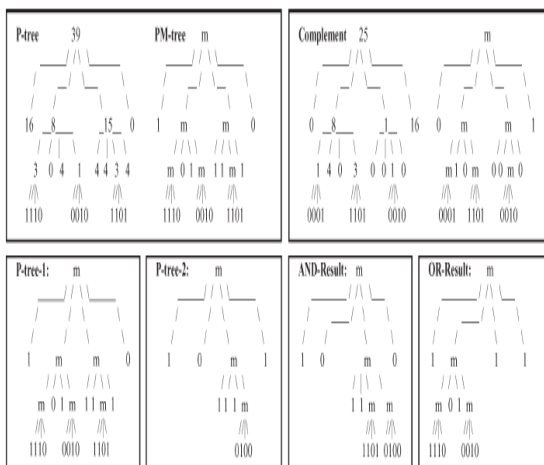 P-tree 39
16 _8___ _15__ 0
3 0 4 1 4 4 3 4
1110 0010 1101
PM-tree m
1 m m 0
m 0 1 m 1 1 m 1
1110 0010 1101
Complement 25
0 _8___ _1__ 16
1 4 0 3 0 0 1 0
0001 1101 0010
m
0 m m 1
m 1 0 m 0 0 m 0
0001 1101 0010
P-tree-1: m
1 m m 0
m 0 1 m 1 1 m 1
1110 0010 1101
P-tree-2: m
1 0 m 1
1 1 1 m
0100
AND-Result: m
1 0 m 0
1 1 m m
1101 0100
OR-Result: m
1 m 1 1
m 0 1 m
1110 0010